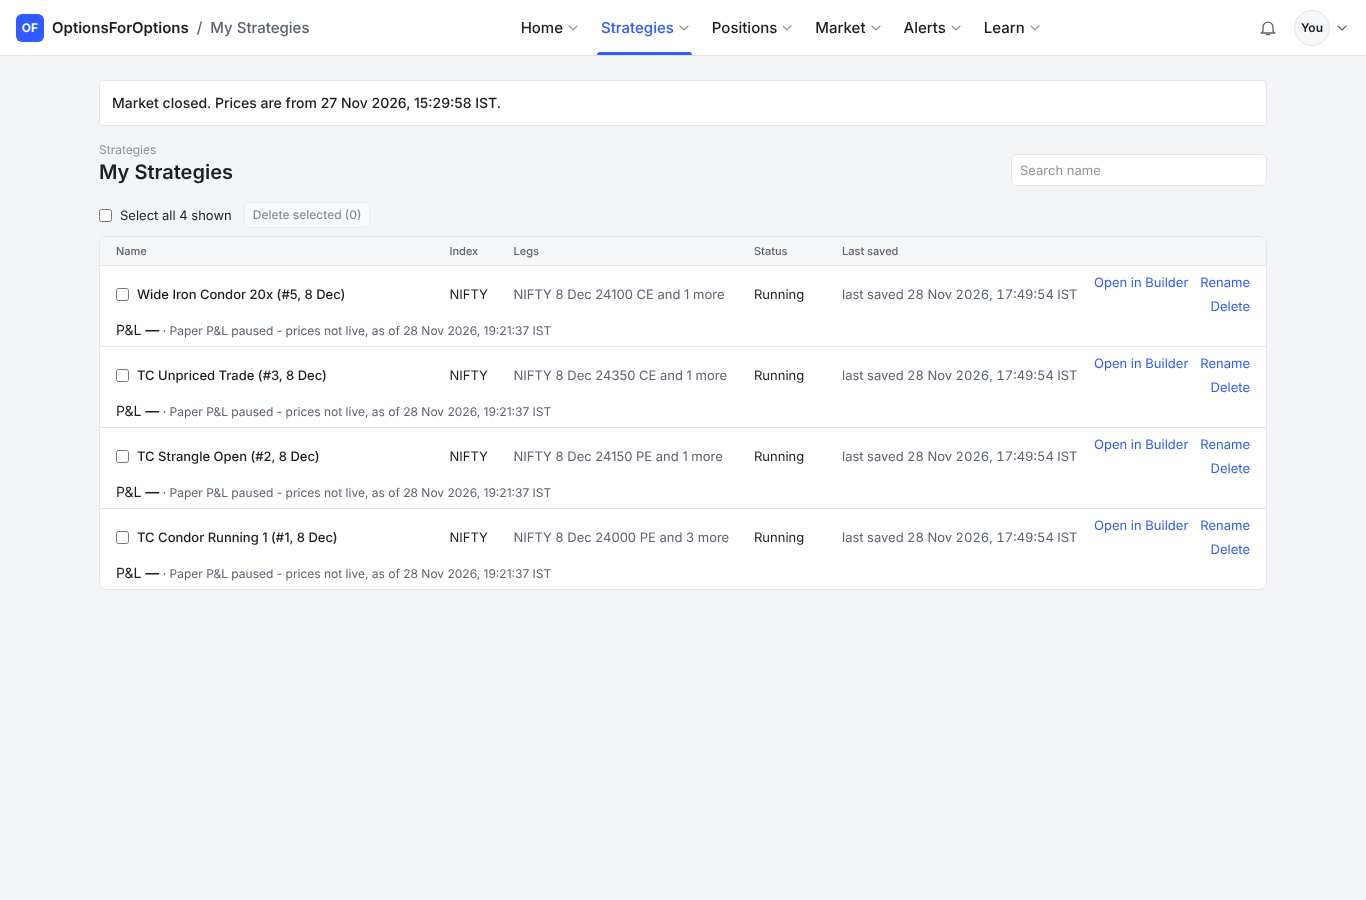 OF OptionsForOptions / My Strategies Home Strategies Positions Market Alerts Learn You
Market closed. Prices are from 27 Nov 2026, 15:29:58 IST.
Strategies
My Strategies
Search name
Select all 4 shown Delete selected (0)
Name Index Legs Status Last saved
Wide Iron Condor 20x (#5, 8 Dec) NIFTY NIFTY 8 Dec 24100 CE and 1 more Running last saved 28 Nov 2026, 17:49:54 IST Open in Builder Rename
Delete
P&L — · Paper P&L paused - prices not live, as of 28 Nov 2026, 19:21:37 IST
TC Unpriced Trade (#3, 8 Dec) NIFTY NIFTY 8 Dec 24350 CE and 1 more Running last saved 28 Nov 2026, 17:49:54 IST Open in Builder Rename
Delete
P&L — · Paper P&L paused - prices not live, as of 28 Nov 2026, 19:21:37 IST
TC Strangle Open (#2, 8 Dec) NIFTY NIFTY 8 Dec 24150 PE and 1 more Running last saved 28 Nov 2026, 17:49:54 IST Open in Builder Rename
Delete
P&L — · Paper P&L paused - prices not live, as of 28 Nov 2026, 19:21:37 IST
TC Condor Running 1 (#1, 8 Dec) NIFTY NIFTY 8 Dec 24000 PE and 3 more Running last saved 28 Nov 2026, 17:49:54 IST Open in Builder Rename
Delete
P&L — · Paper P&L paused - prices not live, as of 28 Nov 2026, 19:21:37 IST